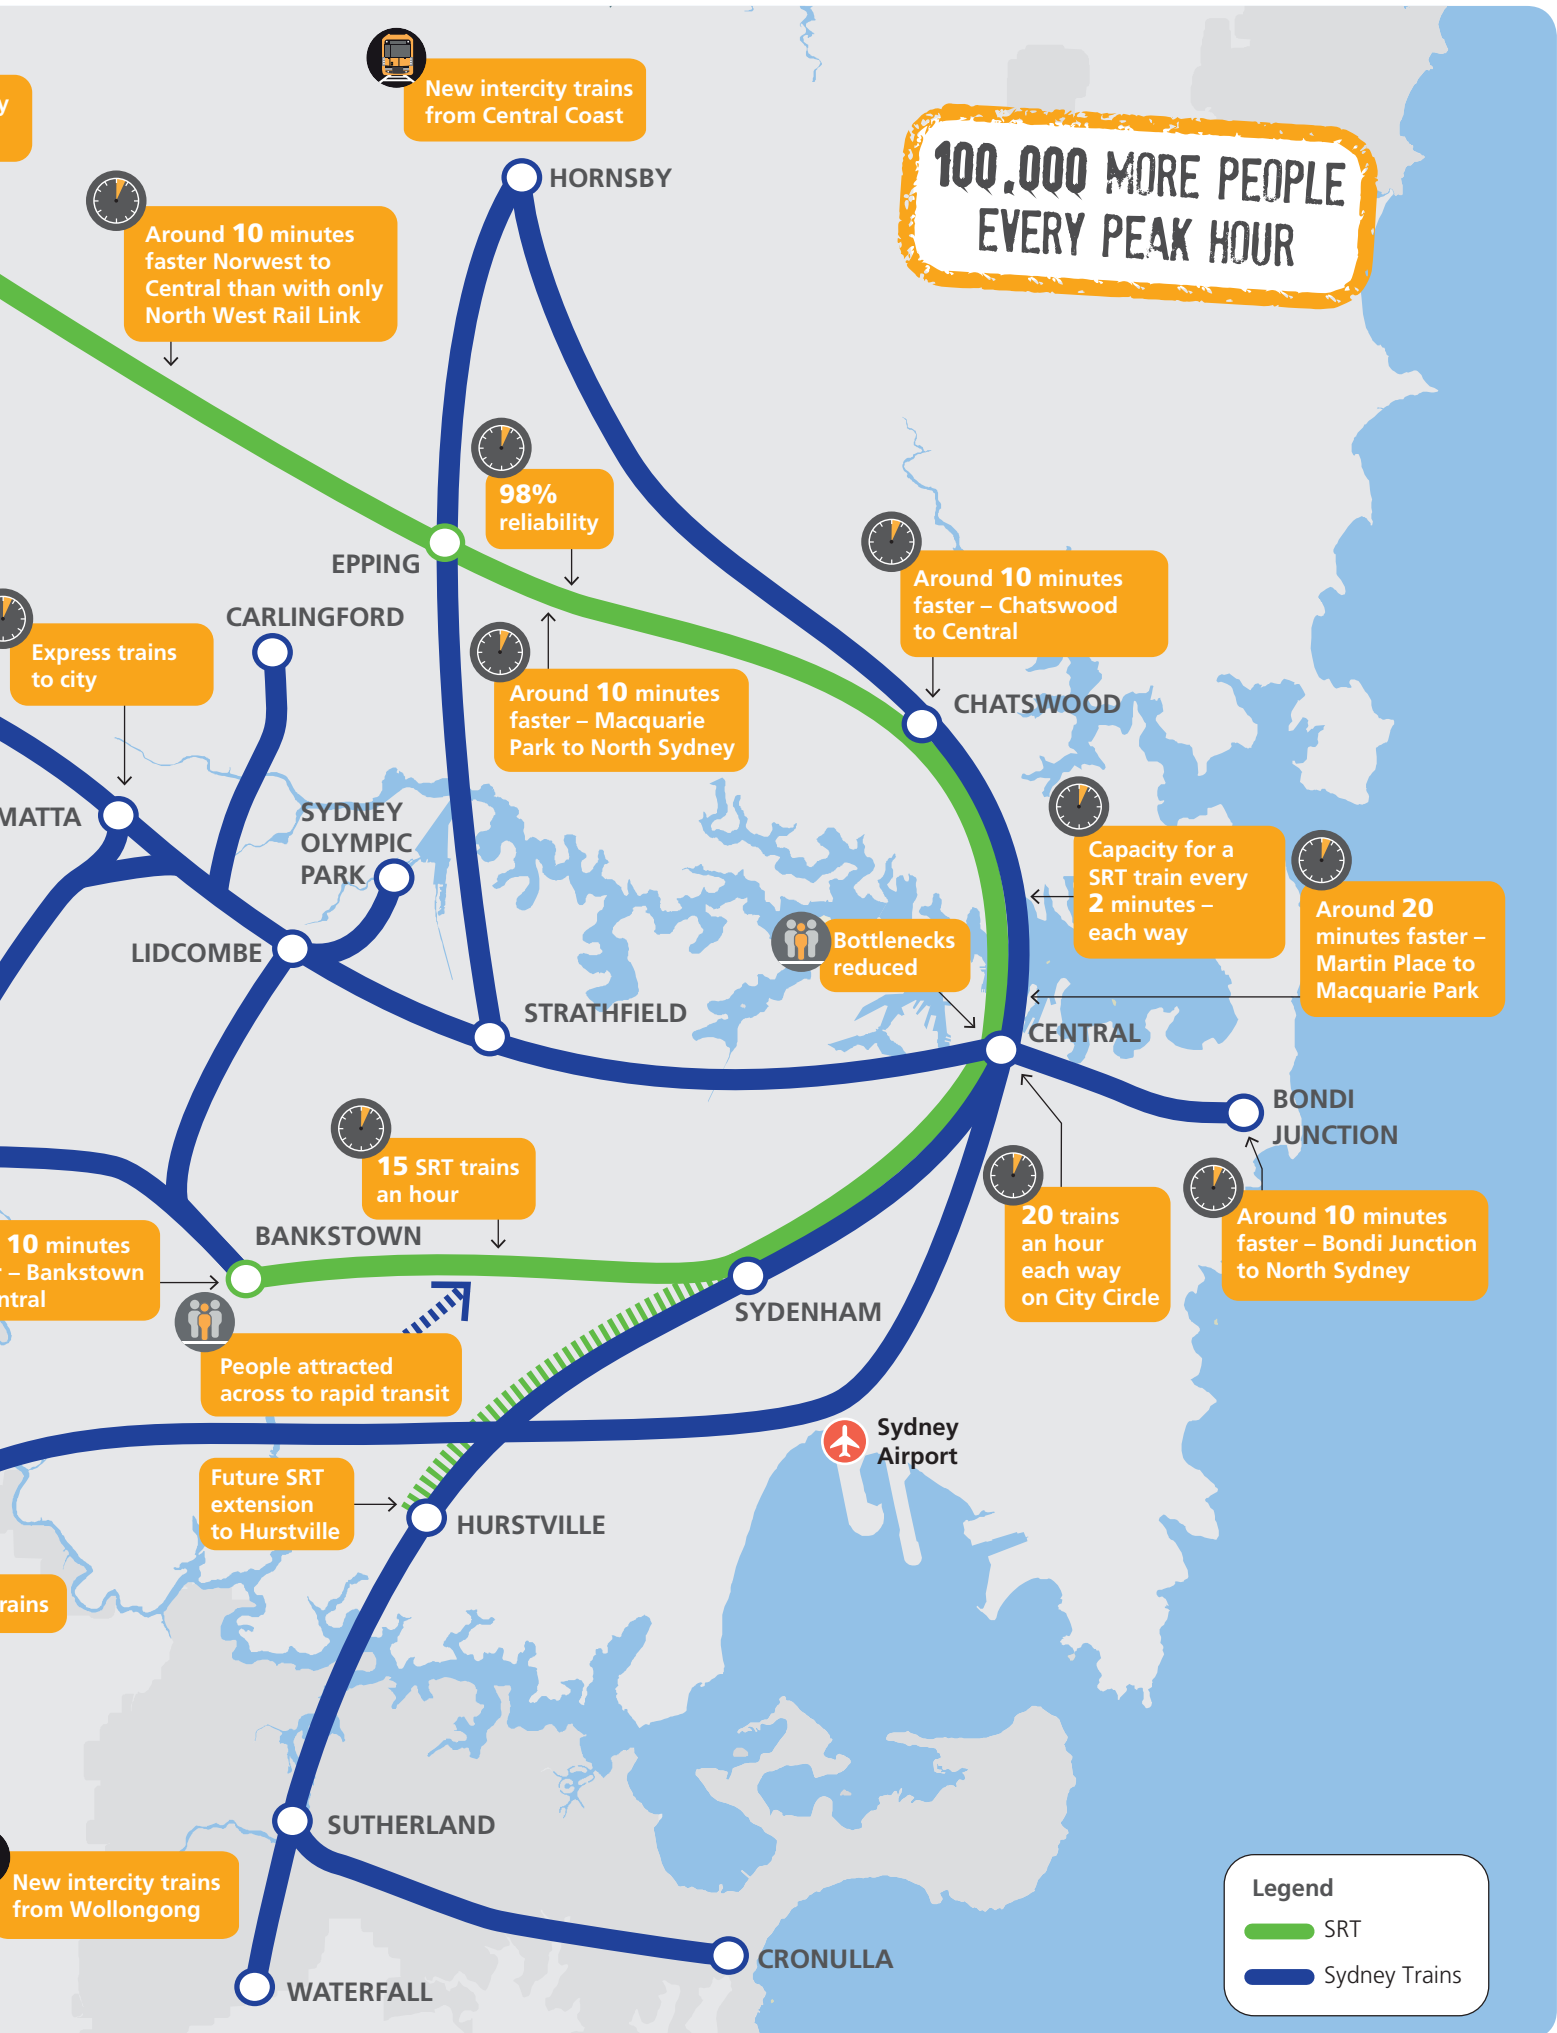 New intercity trains
from Central Coast
y
100,000 MORE PEOPLE
EVERY PEAK HOUR
HORNSBY
Around 10 minutes
faster Norwest to
Central than with only
North West Rail Link
98%
reliability
EPPING
Around 10 minutes
faster – Chatswood
to Central
CARLINGFORD
Express trains
to city
Around 10 minutes
faster – Macquarie
Park to North Sydney
CHATSWOOD
MATTA
SYDNEY
OLYMPIC
PARK
Capacity for a
SRT train every
2 minutes –
each way
Around 20
minutes faster –
Martin Place to
Macquarie Park
Bottlenecks
reduced
LIDCOMBE
STRATHFIELD
CENTRAL
BONDI
JUNCTION
15 SRT trains
an hour
20 trains
an hour
each way
on City Circle
Around 10 minutes
faster – Bondi Junction
to North Sydney
BANKSTOWN
10 minutes
r – Bankstown
ntral
SYDENHAM
People attracted
across to rapid transit
Sydney
Airport
Future SRT
extension
to Hurstville
HURSTVILLE
rains
SUTHERLAND
New intercity trains
from Wollongong
CRONULLA
WATERFALL
Legend
SRT
Sydney Trains